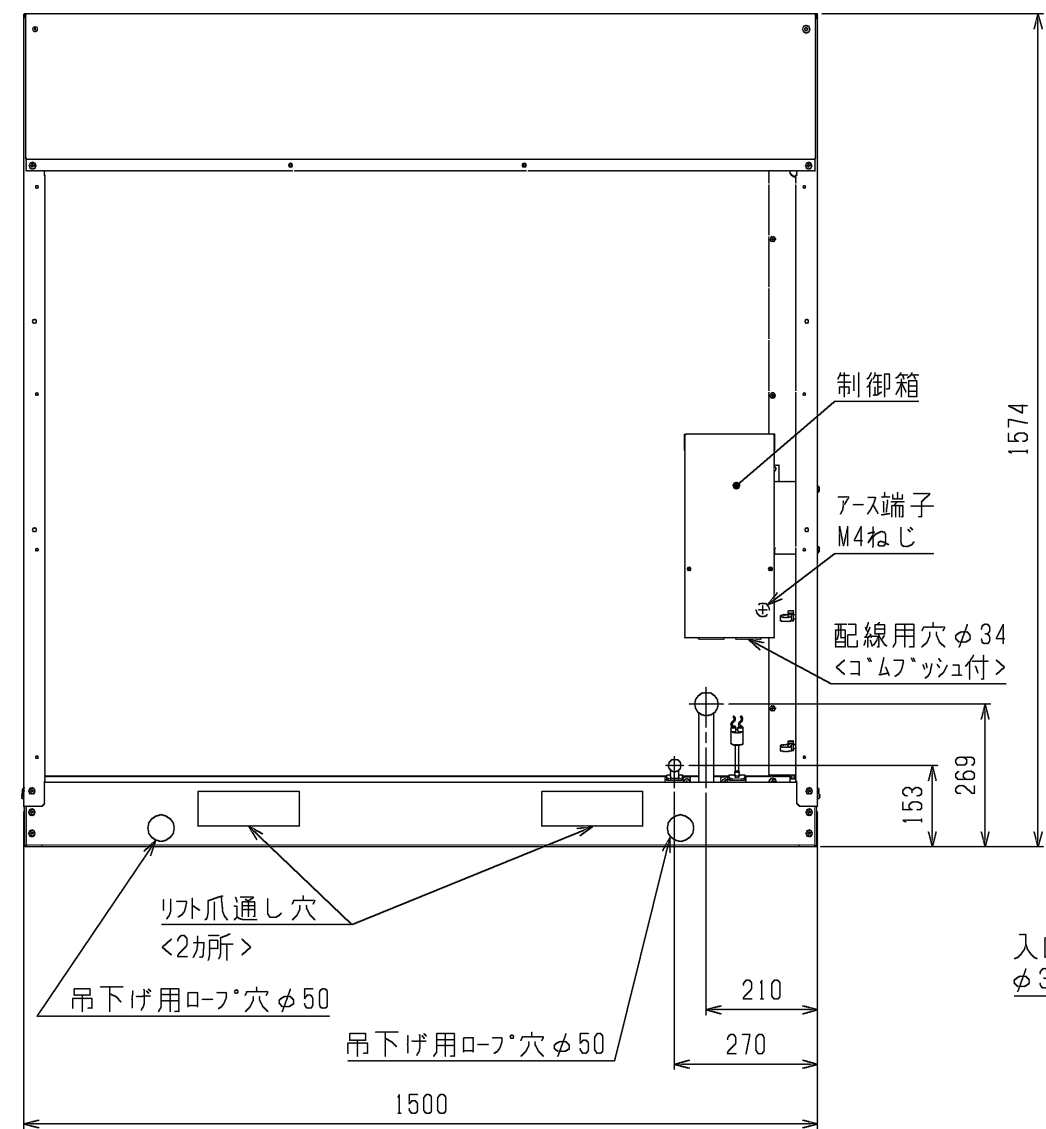 制御箱
1574
ｱｰｽ端子
M4ねじ
配線用穴φ34
<ｺﾞﾑﾌﾞｯｼｭ付>
269
153
ﾘﾌﾄ爪通し穴
<2ｶ所>
吊下げ用ﾛｰﾌﾟ穴φ50
210
吊下げ用ﾛｰﾌﾟ穴φ50
270
1500
入
φ3